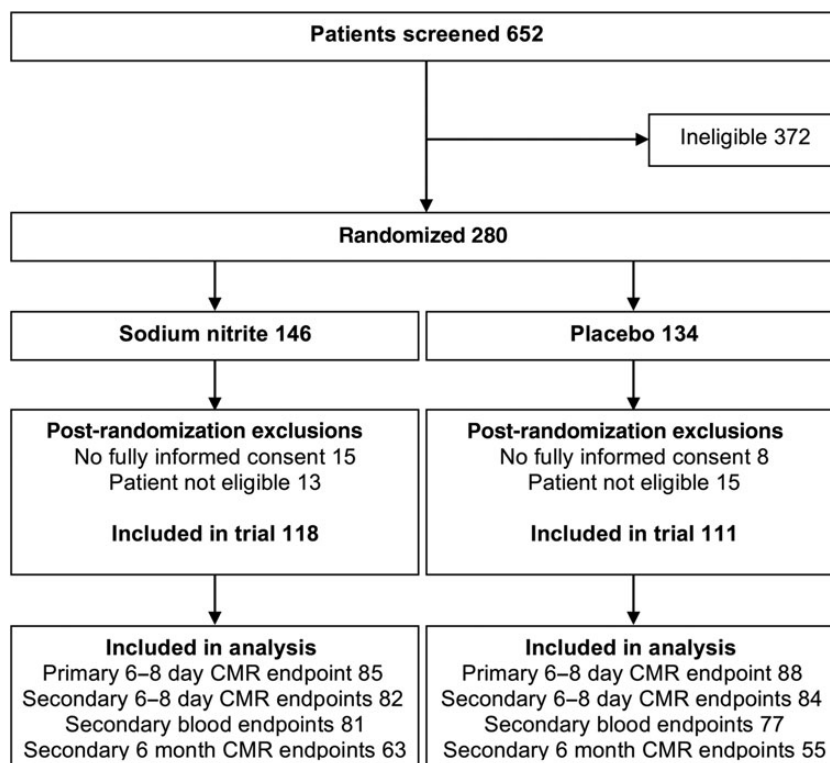 Patients screened 652
Ineligible 372
Randomized 280
Sodium nitrite 146
Placebo 134
Post-randomization exclusions
No fully informed consent 15
Patient not eligible 13
Included in trial 118
Post-randomization exclusions
No fully informed consent 8
Patient not eligible 15
Included in trial 111
Included in analysis
Primary 6–8 day CMR endpoint 85
Secondary 6–8 day CMR endpoints 82
Secondary blood endpoints 81
Secondary 6 month CMR endpoints 63
Included in analysis
Primary 6–8 day CMR endpoint 88
Secondary 6–8 day CMR endpoints 84
Secondary blood endpoints 77
Secondary 6 month CMR endpoints 55